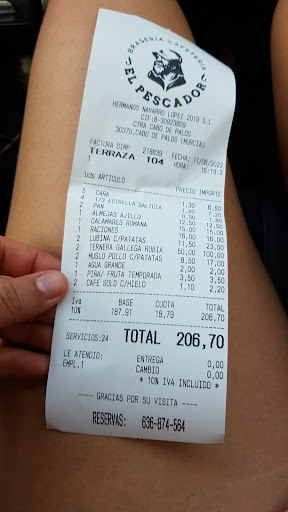 BRASERIA CAFETERIA
EL PESCADOR
HERMANOS NAVARRO LOPEZ 2019 S.L
CIF:B-30920809
CTRA CABO DE PALOS
30370,CABO DE PALOS (MURCIA)
FACTURA SIMP 218839 FECHA: 11/06/2022
TERRAZA 104 HORA: 16:19:3
1
Uds ARTICULO PRECIO IMPORTE
5 CAÑA 1,30 6,50
4 1/3 ESTRELLA GALICIA 1,80 7,20
2 PAN 0,90 1,80
1 ALMEJAS AJILLO 12,50 12,50
1 CALAMARES ROMANA 15,00 15,00
1 RACIONES 16,00 16,00
2 LUBINA C/PATATAS 11,50 23,00
2 TERNERA GALLEGA RUBIA 50,00 100,00
2 MUSLO POLLO C/PATATAS 8,50 17,00
1 AGUA GRANDE 2,00 2,00
1 PIRA/ FRUTA TEMPORADA 3,50 3,50
2 CAFE SOLO C/HIELO 1,10 2,20
Iva BASE CUOTA TOTAL
10% 187,91 18,79 206,70
SERVICIOS:24 TOTAL 206,70
LE ATENDIO: ENTREGA 0,00
EMPL.1 CAMBIO 0,00
* 10% IVA INCLUIDO *
---- GRACIAS POR SU VISITA ----
RESERVAS: 636-874-564